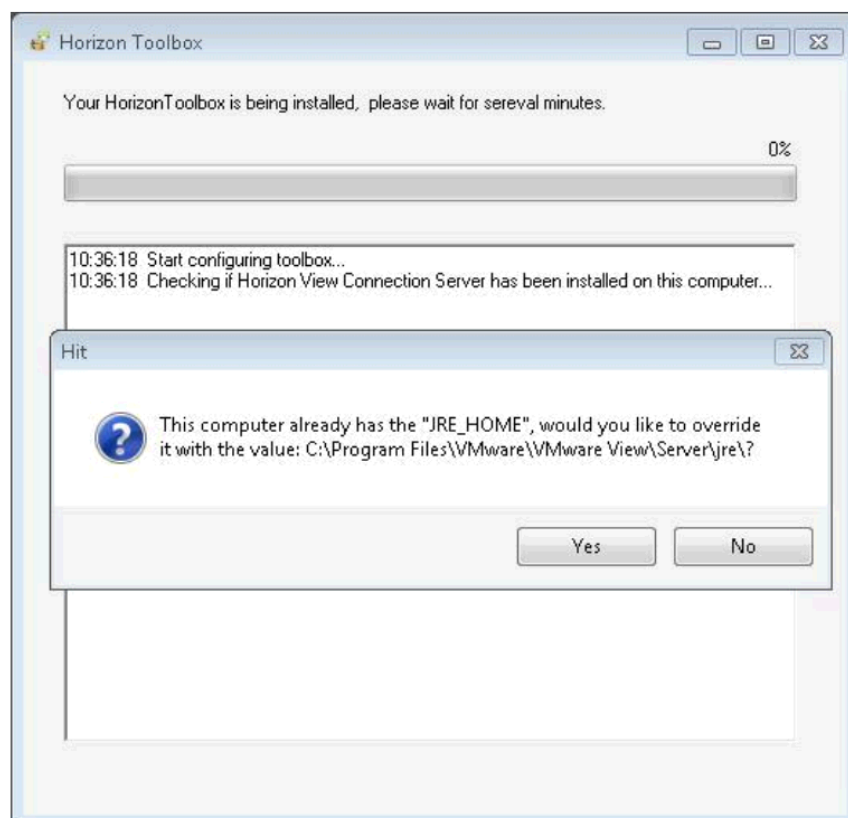 Horizon Toolbox
Your HorizonToolbox is being installed, please wait for sereval minutes.
0%
10:36:18 Start configuring toolbox...
10:36:18 Checking if Horizon View Connection Server has been installed on this computer...
Hit
This computer already has the "JRE_HOME", would you like to override
it with the value: C:\Program Files\VMware\VMware View\Server\jre\?
Yes
No